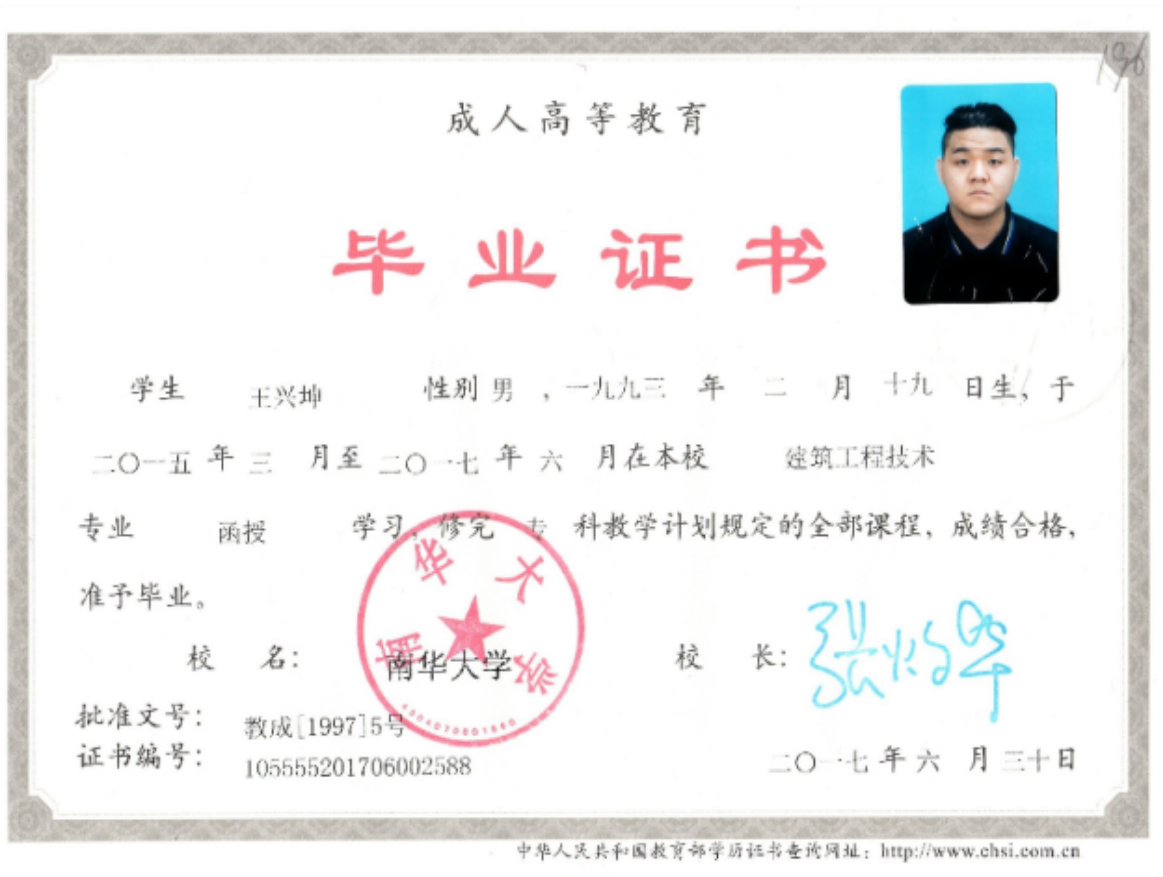 196
成人高等教育
毕业证书
学生 王兴坤 性别 男 ，一九九三 年 二 月 十九 日生，于
二〇一五 年 三 月至 二〇一七 年 六 月在本校 建筑工程技术
专业 函授 学习，修完 专 科教学计划规定的全部课程，成绩合格，
准予毕业。
南华大学
校 名： 南华大学 校 长：
批准文号： 教成[1997]5号
证书编号： 105555201706002588
二〇一七 年 六 月 三十日
中华人民共和国教育部学历证书查询网址：http://www.chsi.com.cn